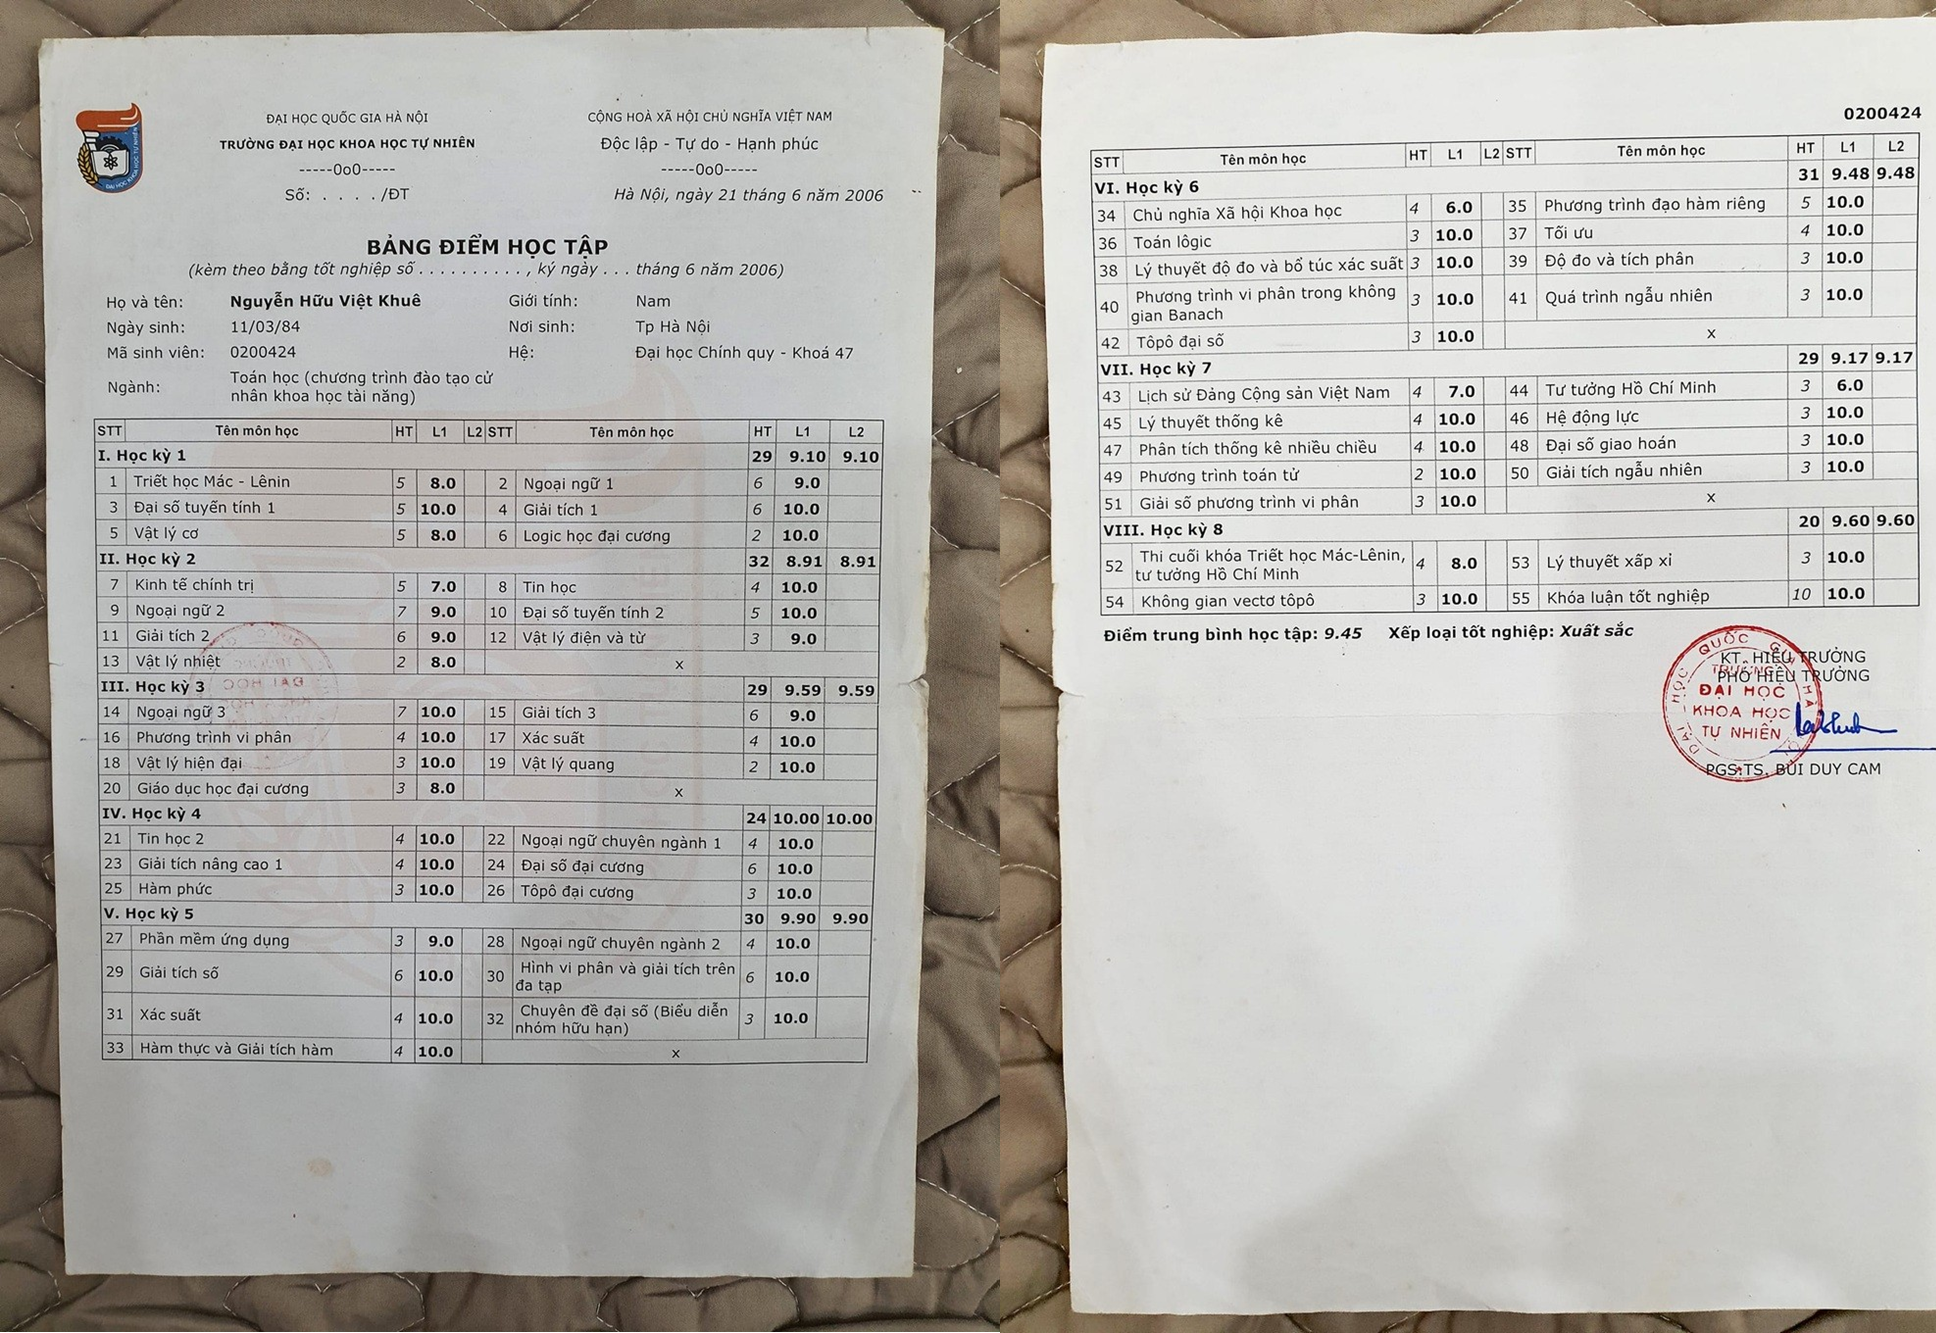 ĐẠI HỌC QUỐC GIA HÀ NỘI
TRƯỜNG ĐẠI HỌC KHOA HỌC TỰ NHIÊN
-----0o0-----
Số: . . . . /ĐT
CỘNG HOÀ XÃ HỘI CHỦ NGHĨA VIỆT NAM
Độc lập - Tự do - Hạnh phúc
-----0o0-----
Hà Nội, ngày 21 tháng 6 năm 2006
BẢNG ĐIỂM HỌC TẬP
(kèm theo bằng tốt nghiệp số . . . . . . . . . . , ký ngày . . . tháng 6 năm 2006)
Họ và tên: Nguyễn Hữu Việt Khuê Giới tính: Nam
Ngày sinh: 11/03/84 Nơi sinh: Tp Hà Nội
Mã sinh viên: 0200424 Hệ: Đại học Chính quy - Khoá 47
Ngành: Toán học (chương trình đào tạo cử
nhân khoa học tài năng)
STT Tên môn học HT L1 L2 STT Tên môn học HT L1 L2
I. Học kỳ 1 29 9.10 9.10
1 Triết học Mác - Lênin 5 8.0 2 Ngoại ngữ 1 6 9.0
3 Đại số tuyến tính 1 5 10.0 4 Giải tích 1 6 10.0
5 Vật lý cơ 5 8.0 6 Logic học đại cương 2 10.0
II. Học kỳ 2 32 8.91 8.91
7 Kinh tế chính trị 5 7.0 8 Tin học 4 10.0
9 Ngoại ngữ 2 7 9.0 10 Đại số tuyến tính 2 5 10.0
11 Giải tích 2 6 9.0 12 Vật lý điện và từ 3 9.0
13 Vật lý nhiệt 2 8.0 x
III. Học kỳ 3 29 9.59 9.59
14 Ngoại ngữ 3 7 10.0 15 Giải tích 3 6 9.0
16 Phương trình vi phân 4 10.0 17 Xác suất 4 10.0
18 Vật lý hiện đại 3 10.0 19 Vật lý quang 2 10.0
20 Giáo dục học đại cương 3 8.0 x
IV. Học kỳ 4 24 10.00 10.00
21 Tin học 2 4 10.0 22 Ngoại ngữ chuyên ngành 1 4 10.0
23 Giải tích nâng cao 1 4 10.0 24 Đại số đại cương 6 10.0
25 Hàm phức 3 10.0 26 Tôpô đại cương 3 10.0
V. Học kỳ 5 30 9.90 9.90
27 Phần mềm ứng dụng 3 9.0 28 Ngoại ngữ chuyên ngành 2 4 10.0
29 Giải tích số 6 10.0 30 Hình vi phân và giải tích trên
đa tạp 6 10.0
31 Xác suất 4 10.0 32 Chuyên đề đại số (Biểu diễn
nhóm hữu hạn) 3 10.0
33 Hàm thực và Giải tích hàm 4 10.0 x
0200424
STT Tên môn học HT L1 L2 STT Tên môn học HT L1 L2
VI. Học kỳ 6 31 9.48 9.48
34 Chủ nghĩa Xã hội Khoa học 4 6.0 35 Phương trình đạo hàm riêng 5 10.0
36 Toán lôgic 3 10.0 37 Tối ưu 4 10.0
38 Lý thuyết độ đo và bổ túc xác suất 3 10.0 39 Độ đo và tích phân 3 10.0
40 Phương trình vi phân trong không
gian Banach 3 10.0 41 Quá trình ngẫu nhiên 3 10.0
42 Tôpô đại số 3 10.0 x
VII. Học kỳ 7 29 9.17 9.17
43 Lịch sử Đảng Cộng sản Việt Nam 4 7.0 44 Tư tưởng Hồ Chí Minh 3 6.0
45 Lý thuyết thống kê 4 10.0 46 Hệ động lực 3 10.0
47 Phân tích thống kê nhiều chiều 4 10.0 48 Đại số giao hoán 3 10.0
49 Phương trình toán tử 2 10.0 50 Giải tích ngẫu nhiên 3 10.0
51 Giải số phương trình vi phân 3 10.0 x
VIII. Học kỳ 8 20 9.60 9.60
52 Thi cuối khóa Triết học Mác-Lênin,
tư tưởng Hồ Chí Minh 4 8.0 53 Lý thuyết xấp xỉ 3 10.0
54 Không gian vectơ tôpô 3 10.0 55 Khóa luận tốt nghiệp 10 10.0
Điểm trung bình học tập: 9.45 Xếp loại tốt nghiệp: Xuất sắc
KT. HIỆU TRƯỞNG
PHÓ HIỆU TRƯỞNG
TRƯỜNG
ĐẠI HỌC
KHOA HỌC
TỰ NHIÊN
PGS.TS. BÙI DUY CAM